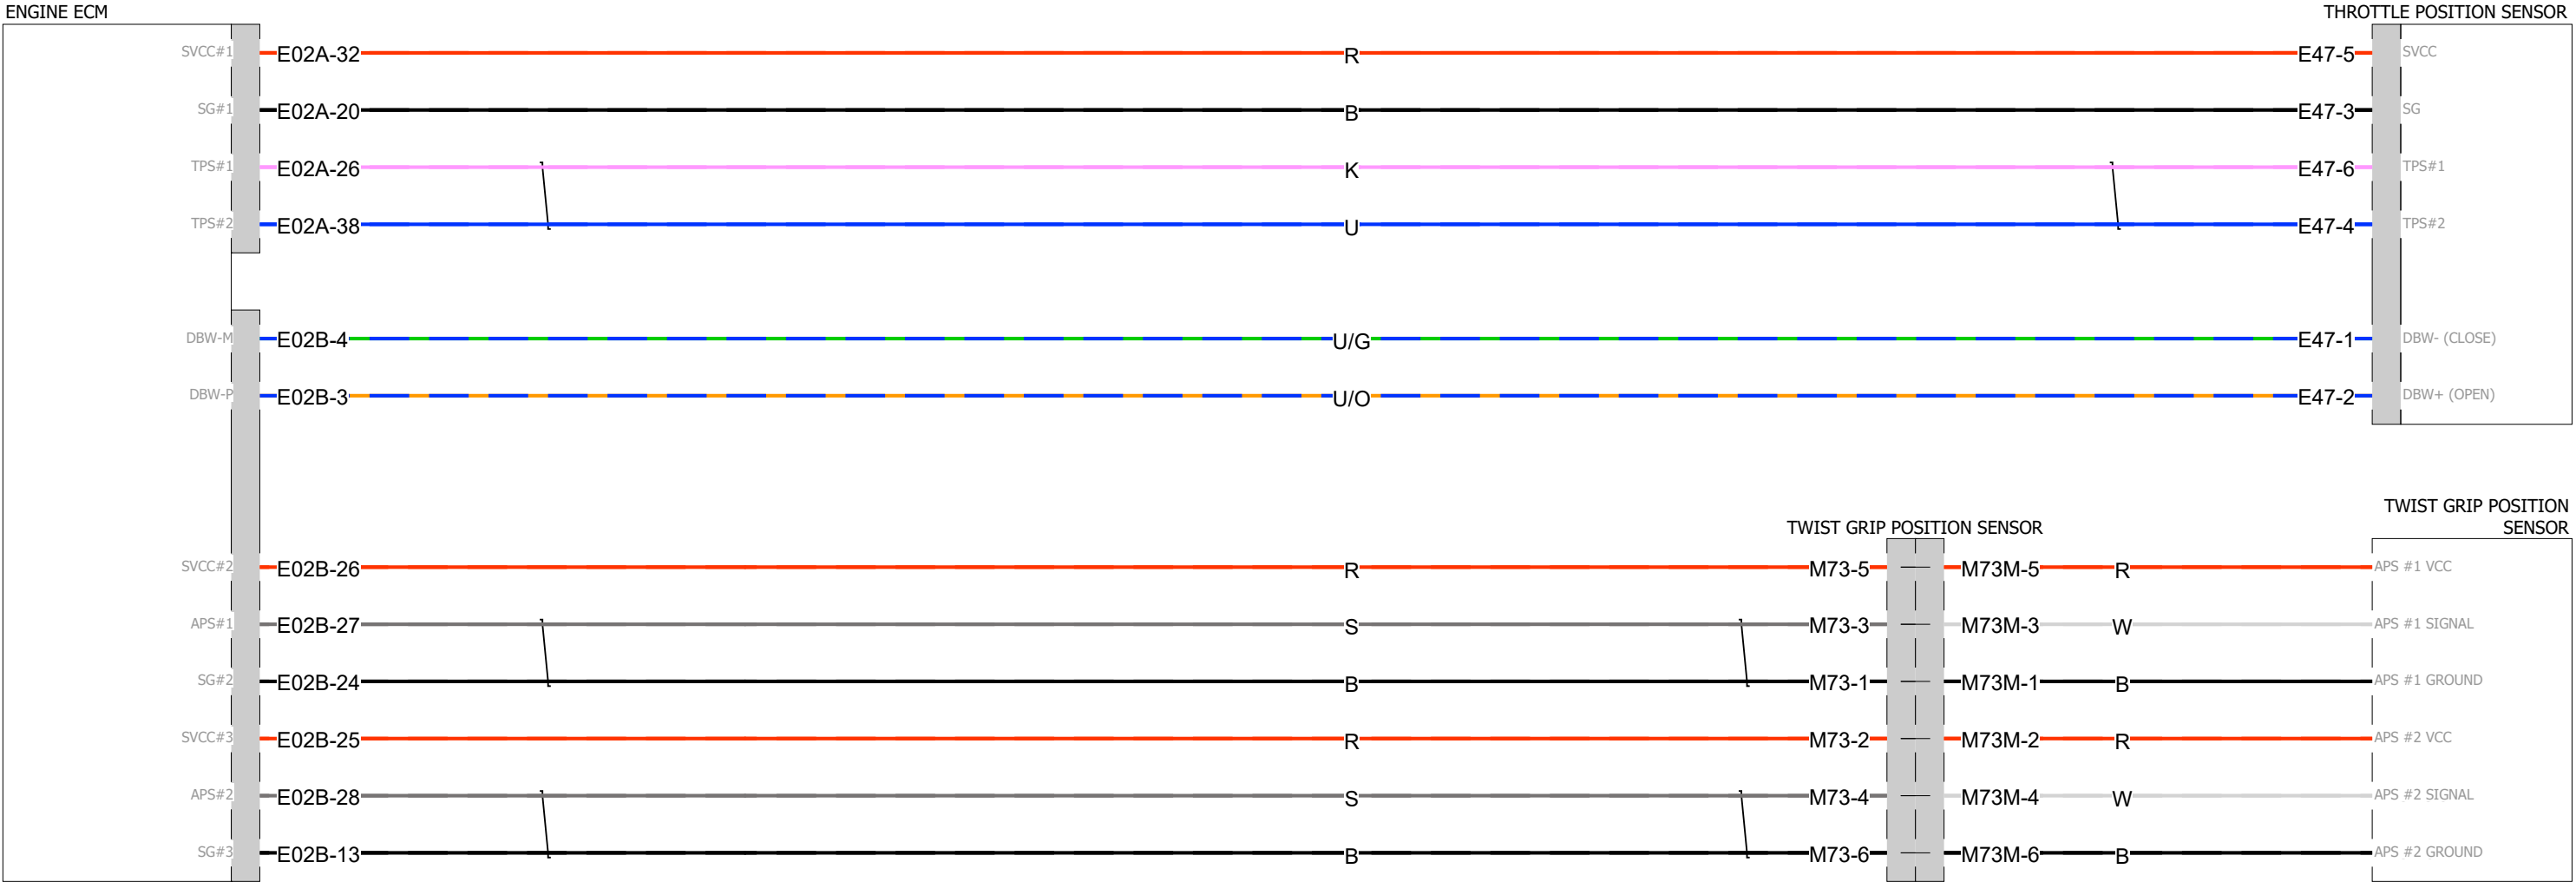 ENGINE ECM
THROTTLE POSITION SENSOR
SVCC#1 E02A-32 R E47-5 SVCC
SG#1 E02A-20 B E47-3 SG
TPS#1 E02A-26 K E47-6 TPS#1
TPS#2 E02A-38 U E47-4 TPS#2
DBW-M E02B-4 U/G E47-1 DBW- (CLOSE)
DBW-P E02B-3 U/O E47-2 DBW+ (OPEN)
TWIST GRIP POSITION
SENSOR
TWIST GRIP POSITION SENSOR
SVCC#2 E02B-26 R M73-5 M73M-5 R APS #1 VCC
APS#1 E02B-27 S M73-3 M73M-3 W APS #1 SIGNAL
SG#2 E02B-24 B M73-1 M73M-1 B APS #1 GROUND
SVCC#3 E02B-25 R M73-2 M73M-2 R APS #2 VCC
APS#2 E02B-28 S M73-4 M73M-4 W APS #2 SIGNAL
SG#3 E02B-13 B M73-6 M73M-6 B APS #2 GROUND